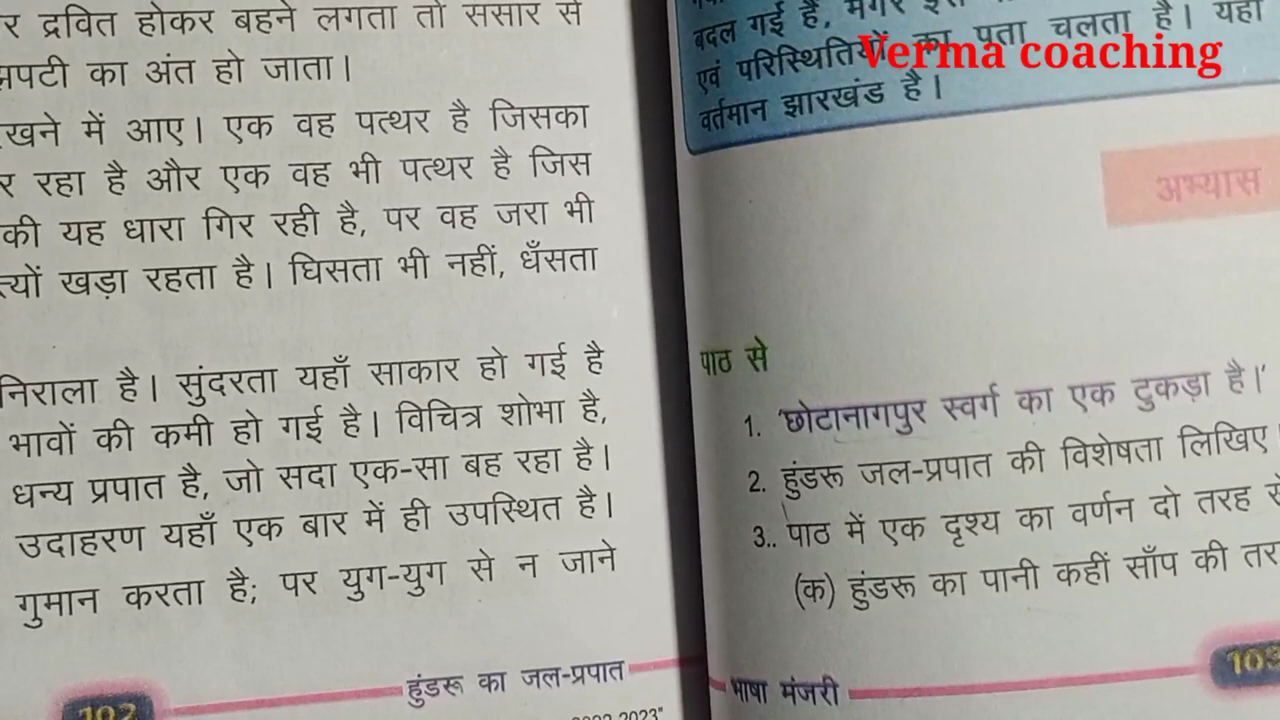 र द्रवित होकर बहने लगता तो संसार से
झपटी का अंत हो जाता।
खने में आए। एक वह पत्थर है जिसका
र रहा है और एक वह भी पत्थर है जिस
की यह धारा गिर रही है, पर वह जरा भी
त्यों खड़ा रहता है। घिसता भी नहीं, धँसता
निराला है। सुंदरता यहाँ साकार हो गई है
भावों की कमी हो गई है। विचित्र शोभा है,
धन्य प्रपात है, जो सदा एक-सा बह रहा है।
उदाहरण यहाँ एक बार में ही उपस्थित है।
गुमान करता है; पर युग-युग से न जाने
हुंडरू का जल-प्रपात
102
2023"
बदल गई है, मगर
एवं परिस्थितियों का पता चलता है। यहाँ
वर्तमान झारखंड है।
Verma coaching
अभ्यास
पाठ से
1. 'छोटानागपुर स्वर्ग का एक टुकड़ा है।'
2. हुंडरू जल-प्रपात की विशेषता लिखिए।
3.. पाठ में एक दृश्य का वर्णन दो तरह से
(क) हुंडरू का पानी कहीं साँप की तर
भाषा मंजरी
103